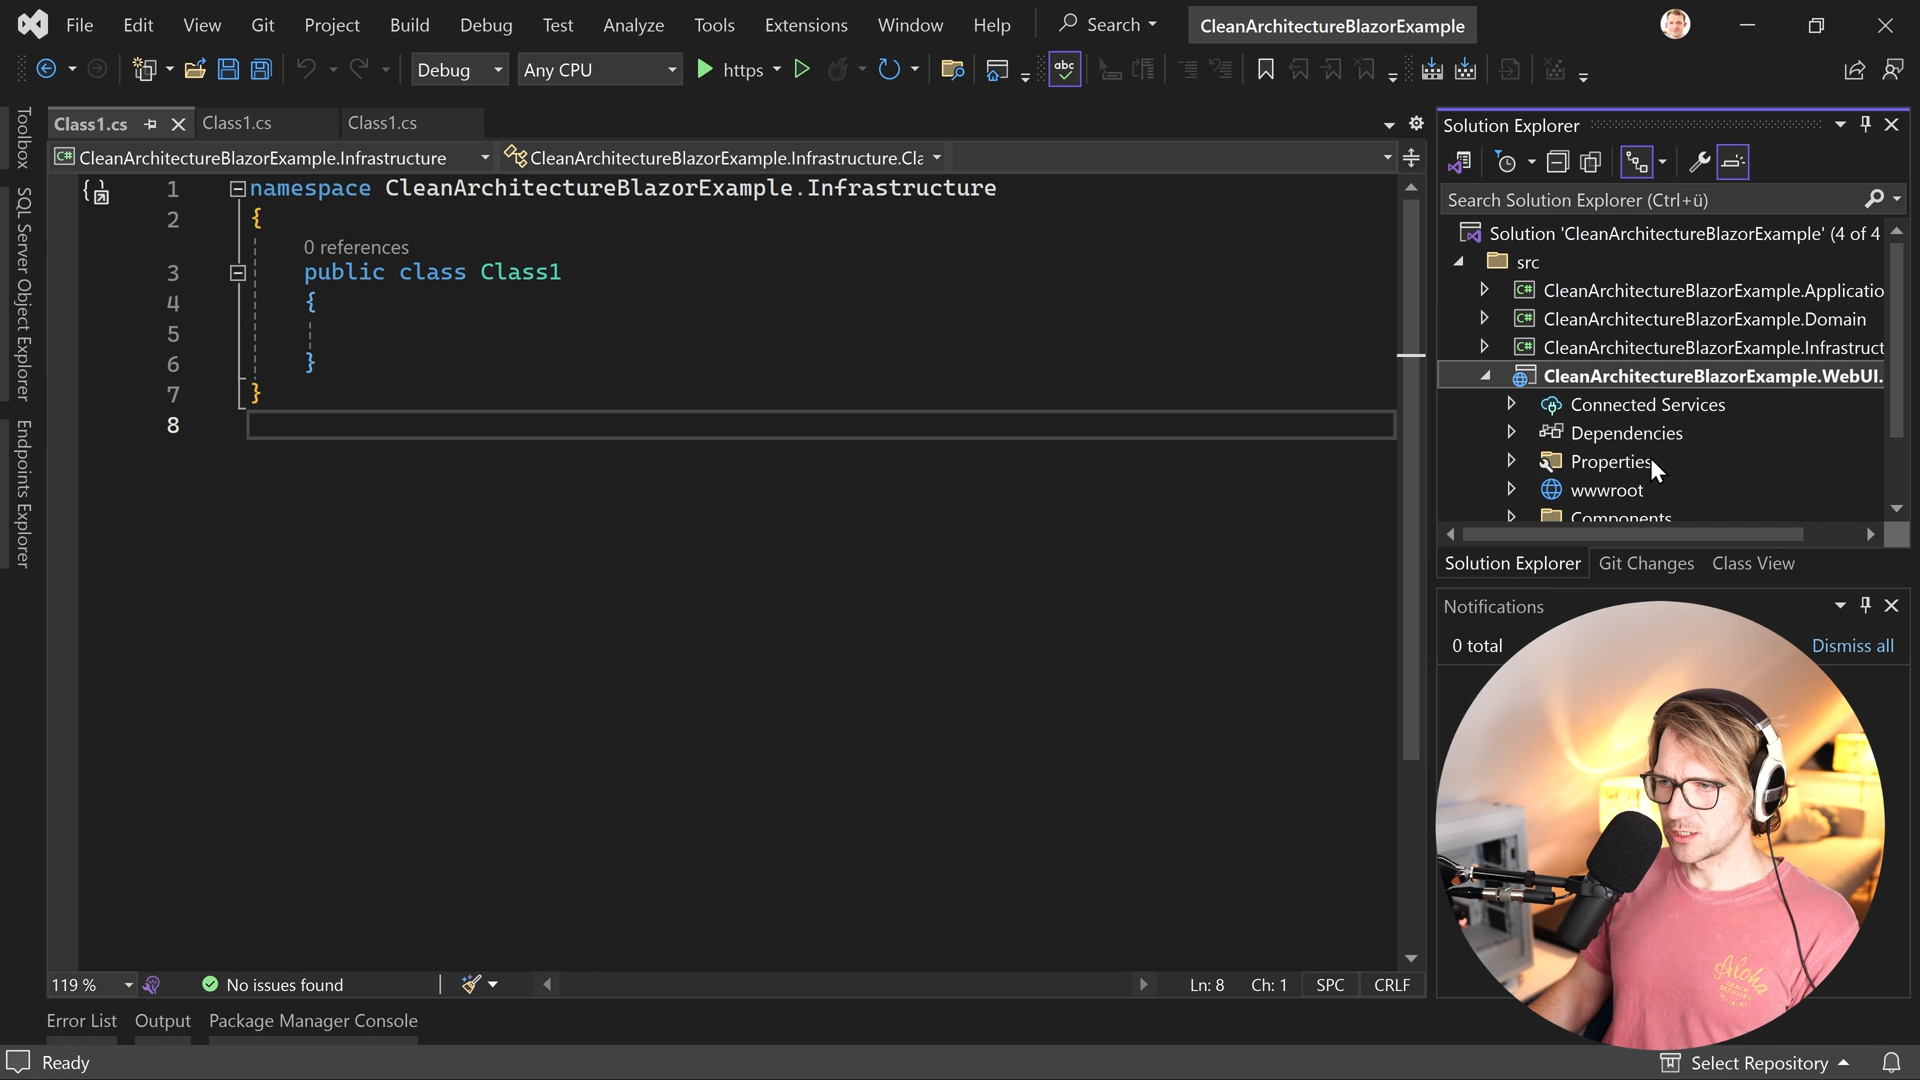 File Edit View Git Project Build Debug Test Analyze Tools Extensions Window Help Search CleanArchitectureBlazorExample
Debug Any CPU https abc
Toolbox
SQL Server Object Explorer
Endpoints Explorer
Class1.cs Class1.cs Class1.cs
C# CleanArchitectureBlazorExample.Infrastructure CleanArchitectureBlazorExample.Infrastructure.Cla
1 namespace CleanArchitectureBlazorExample.Infrastructure
2 {
0 references
3 public class Class1
4 {
5
6 }
7 }
8
119 % No issues found Ln: 8 Ch: 1 SPC CRLF
Error List Output Package Manager Console
Ready
Solution Explorer
Search Solution Explorer (Ctrl+ü)
Solution 'CleanArchitectureBlazorExample' (4 of 4
src
C# CleanArchitectureBlazorExample.Applicatio
C# CleanArchitectureBlazorExample.Domain
C# CleanArchitectureBlazorExample.Infrastruct
CleanArchitectureBlazorExample.WebUI.
Connected Services
Dependencies
Properties
wwwroot
Components
Solution Explorer Git Changes Class View
Notifications
0 total Dismiss all
Aloha
Select Repository